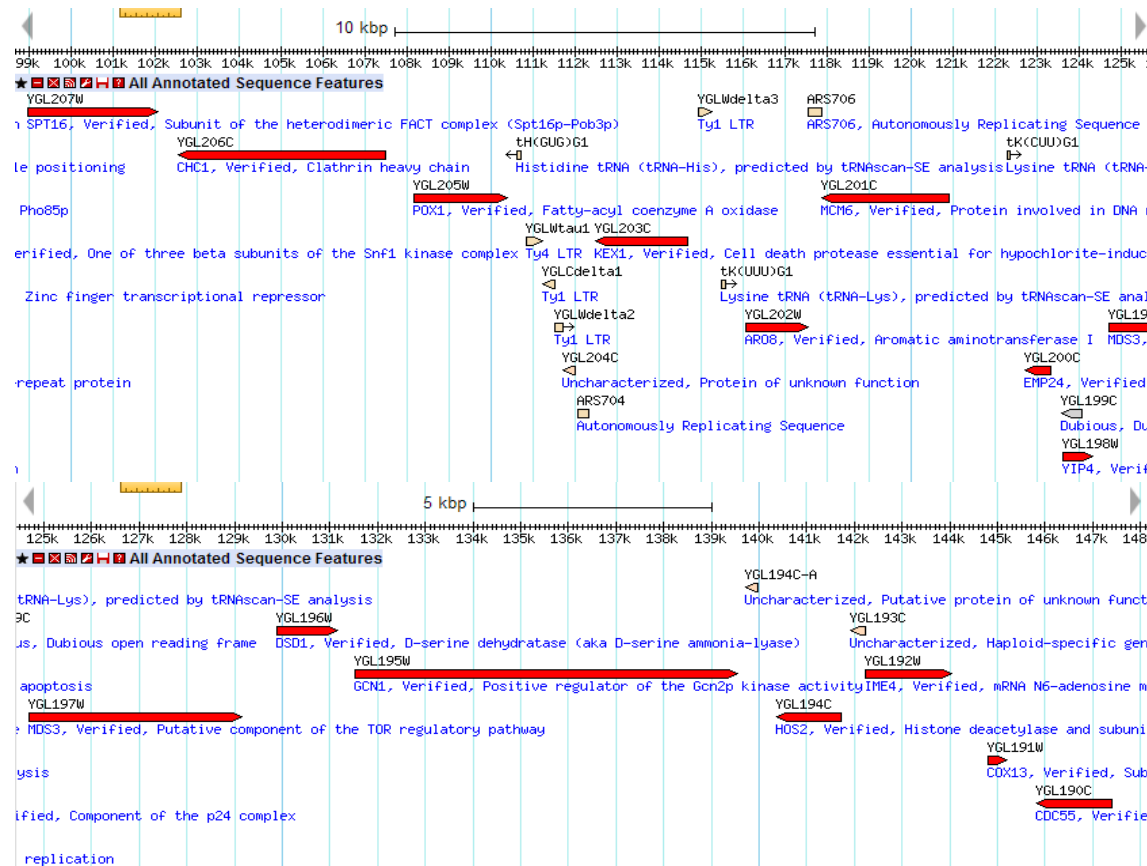 10 kbp
99k 100k 101k 102k 103k 104k 105k 106k 107k 108k 109k 110k 111k 112k 113k 114k 115k 116k 117k 118k 119k 120k 121k 122k 123k 124k 125k
All Annotated Sequence Features
YGL207W YGLWdelta3 ARS706
SPT16, Verified, Subunit of the heterodimeric FACT complex (Spt16p-Pob3p) Ty1 LTR ARS706, Autonomously Replicating Sequence
YGL206C tH(GUG)G1 tK(CUU)G1
le positioning CHC1, Verified, Clathrin heavy chain Histidine tRNA (tRNA-His), predicted by tRNAscan-SE analysis Lysine tRNA (tRNA-
YGL205W YGL201C
Pho85p POX1, Verified, Fatty-acyl coenzyme A oxidase MCM6, Verified, Protein involved in DNA
YGLWtau1 YGL203C
erified, One of three beta subunits of the Snf1 kinase complex Ty4 LTR KEX1, Verified, Cell death protease essential for hypochlorite-induc
YGLCdelta1 tK(UUU)G1
Zinc finger transcriptional repressor Ty1 LTR Lysine tRNA (tRNA-Lys), predicted by tRNAscan-SE anal
YGLWdelta2 YGL202W YGL19
Ty1 LTR ARO8, Verified, Aromatic aminotransferase I MDS3,
YGL204C YGL200C
-repeat protein Uncharacterized, Protein of unknown function EMP24, Verified
ARS704 YGL199C
Autonomously Replicating Sequence Dubious, Du
YGL198W
YIP4, Verif
5 kbp
125k 126k 127k 128k 129k 130k 131k 132k 133k 134k 135k 136k 137k 138k 139k 140k 141k 142k 143k 144k 145k 146k 147k 148k
All Annotated Sequence Features
YGL194C-A
tRNA-Lys), predicted by tRNAscan-SE analysis Uncharacterized, Putative protein of unknown funct
9C YGL196W YGL193C
us, Dubious open reading frame DSD1, Verified, D-serine dehydratase (aka D-serine ammonia-lyase) Uncharacterized, Haploid-specific gen
YGL195W YGL192W
apoptosis GCN1, Verified, Positive regulator of the Gcn2p kinase activity IME4, Verified, mRNA N6-adenosine m
YGL197W YGL194C
MDS3, Verified, Putative component of the TOR regulatory pathway HOS2, Verified, Histone deacetylase and subuni
YGL191W
ysis COX13, Verified, Sub
YGL190C
ified, Component of the p24 complex CDC55, Verifie
replication